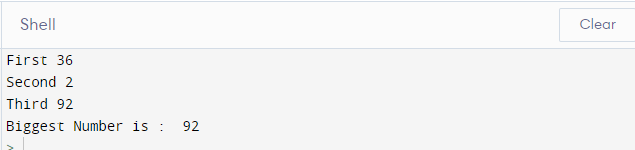 Shell
Clear
First 36
Second 2
Third 92
Biggest Number is :  92
>